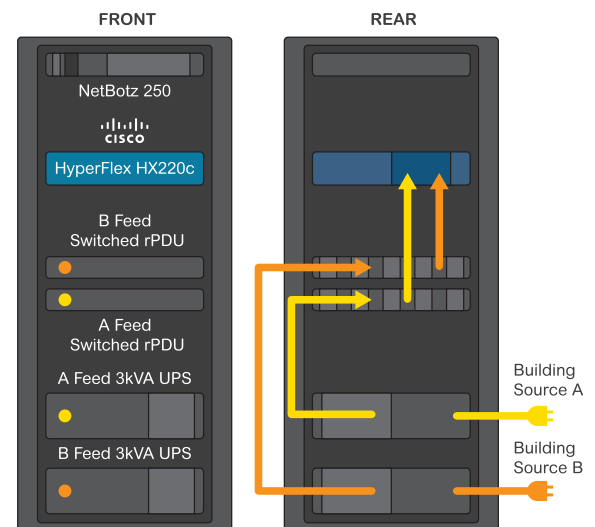 FRONT
REAR
NetBotz 250
CISCO
HyperFlex HX220c
B Feed
Switched rPDU
A Feed
Switched rPDU
A Feed 3kVA UPS
B Feed 3kVA UPS
Building
Source A
Building
Source B